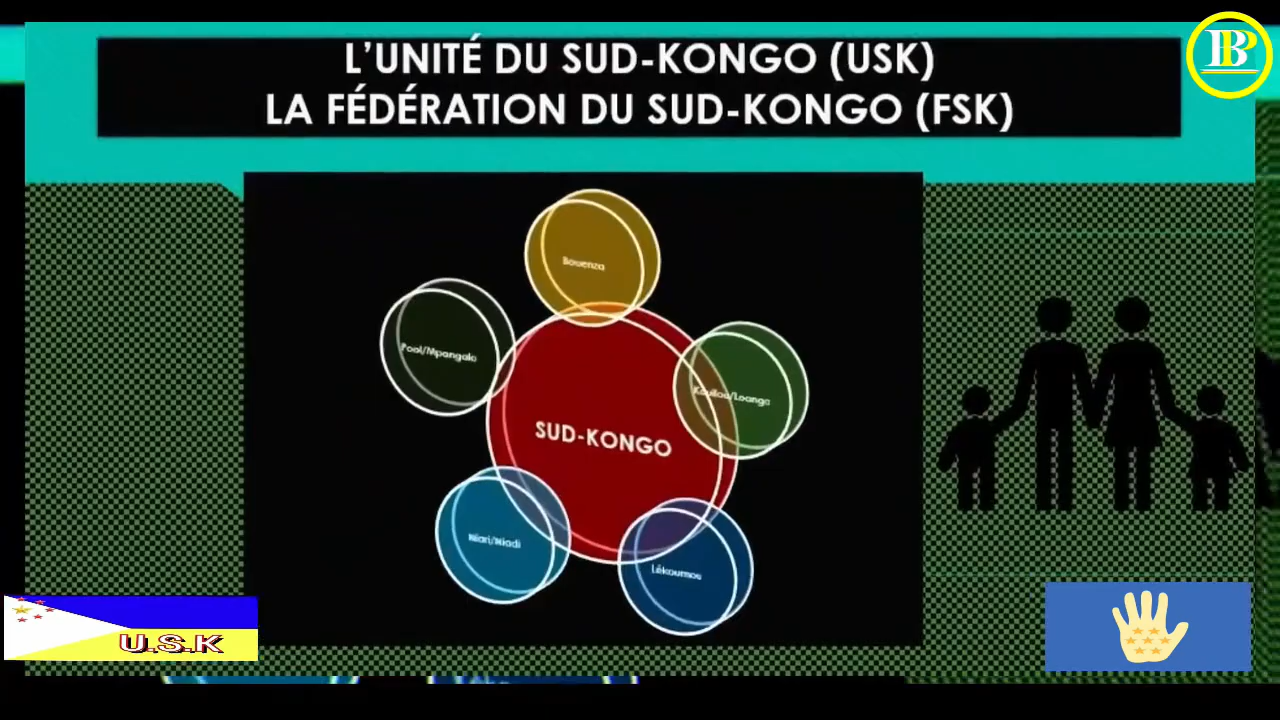 L'UNITÉ DU SUD-KONGO (USK)
LA FÉDÉRATION DU SUD-KONGO (FSK)
Bouenza
Pool/Mpangala
Kouilou/Loango
SUD-KONGO
Niari/Niadi
Lékoumou
U.S.K